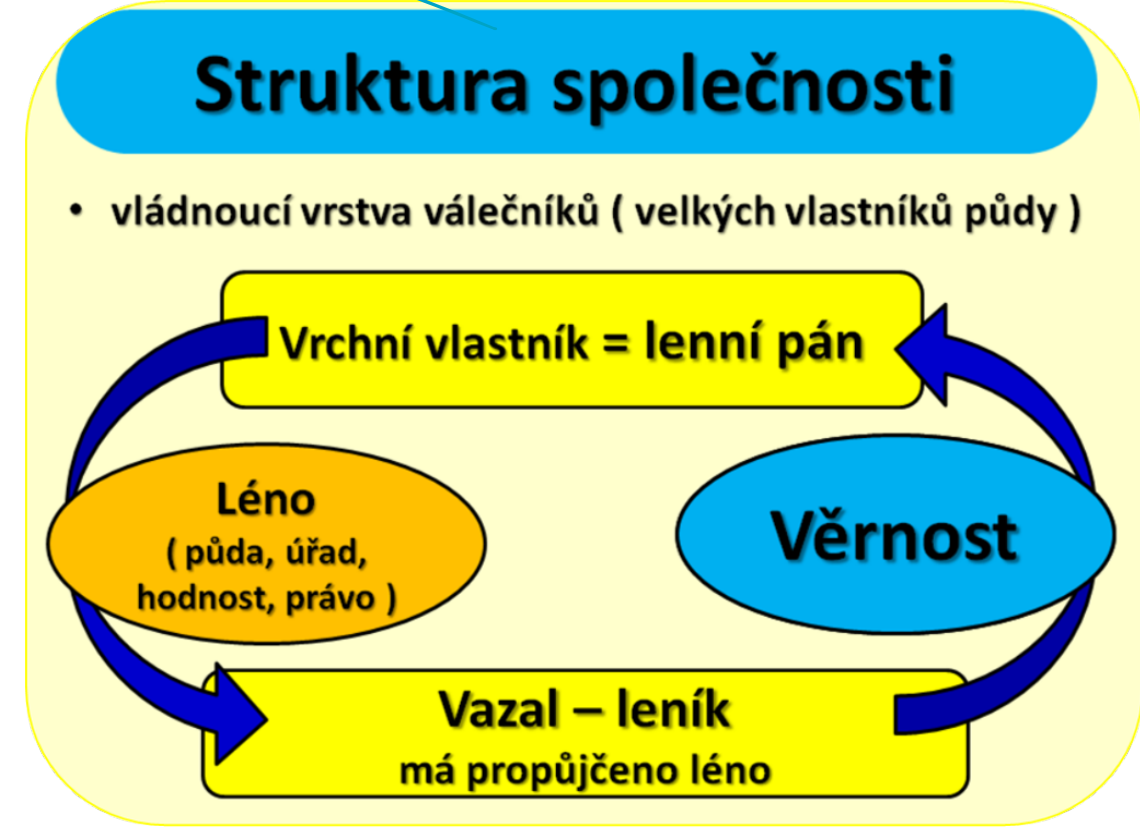 Struktura společnosti
• vládnoucí vrstva válečníků ( velkých vlastníků půdy )
Vrchní vlastník = lenní pán
Léno
( půda, úřad,
hodnost, právo )
Věrnost
Vazal – leník
má propůjčeno léno